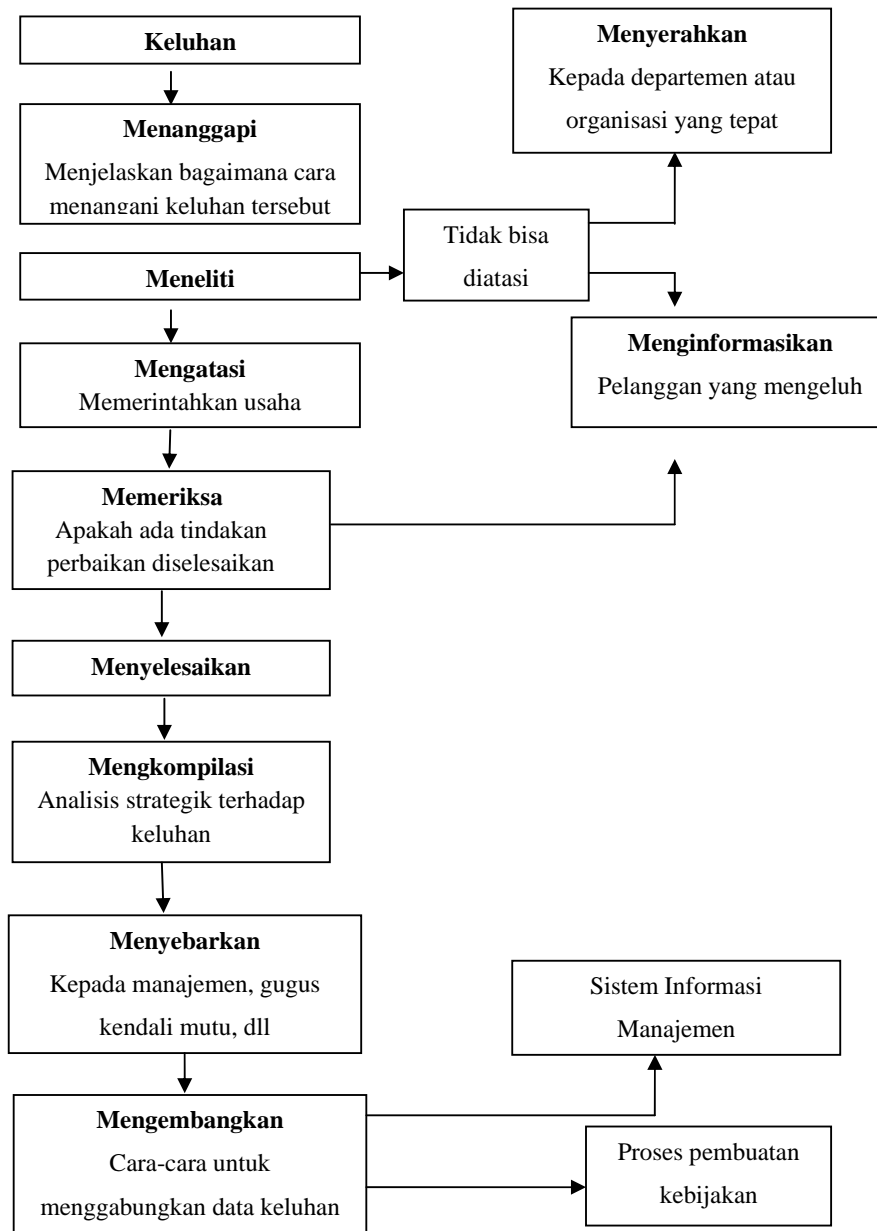 Keluhan
Menanggapi
Menjelaskan bagaimana cara
menangani keluhan tersebut
Menyerahkan
Kepada departemen atau
organisasi yang tepat
Meneliti
Tidak bisa
diatasi
Mengatasi
Memerintahkan usaha
Menginformasikan
Pelanggan yang mengeluh
Memeriksa
Apakah ada tindakan
perbaikan diselesaikan
Menyelesaikan
Mengkompilasi
Analisis strategik terhadap
keluhan
Menyebarkan
Kepada manajemen, gugus
kendali mutu, dll
Sistem Informasi
Manajemen
Mengembangkan
Cara-cara untuk
menggabungkan data keluhan
Proses pembuatan
kebijakan